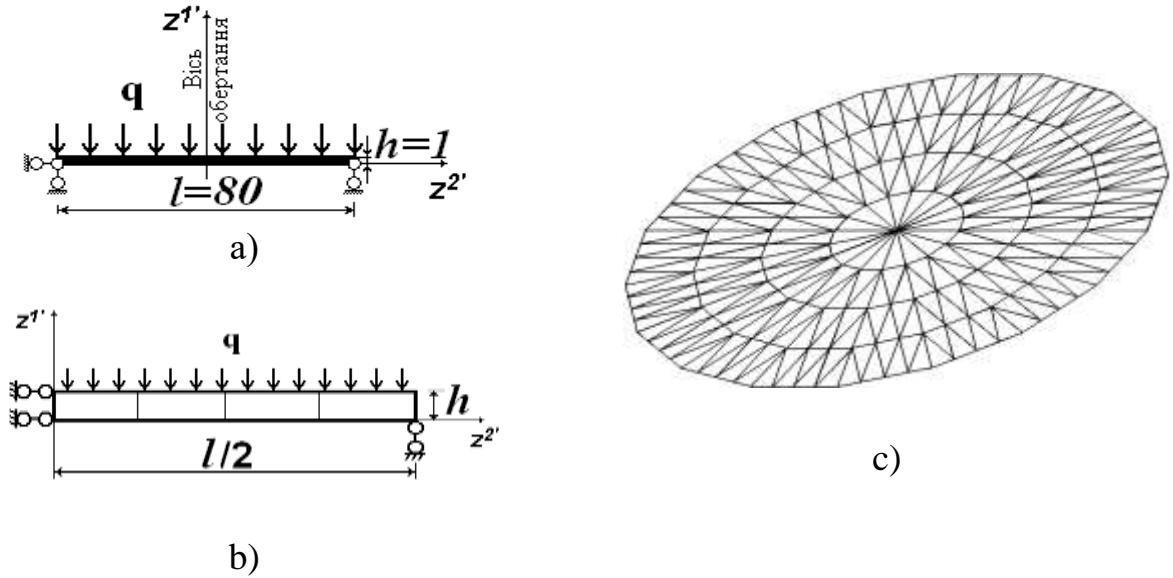 z¹'
Вісь
обертання
q
h=1
z²'
l=80
a)
z¹'
q
h
z²'
l/2
b)
c)